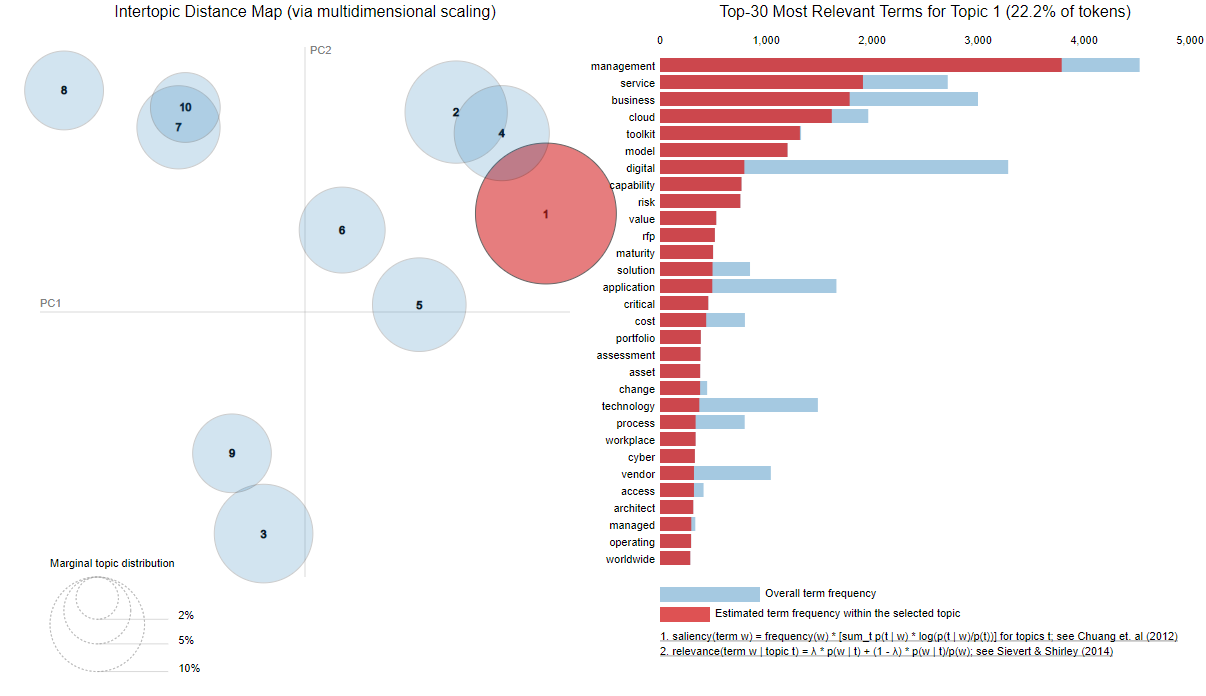 Intertopic Distance Map (via multidimensional scaling)
PC2
PC1
8
10
7
2
4
1
6
5
9
3
Marginal topic distribution
2%
5%
10%
Top-30 Most Relevant Terms for Topic 1 (22.2% of tokens)
0 1,000 2,000 3,000 4,000 5,000
management
service
business
cloud
toolkit
model
digital
capability
risk
value
rfp
maturity
solution
application
critical
cost
portfolio
assessment
asset
change
technology
process
workplace
cyber
vendor
access
architect
managed
operating
worldwide
Overall term frequency
Estimated term frequency within the selected topic
1. saliency(term w) = frequency(w) * [sum_t p(t | w) * log(p(t | w)/p(t))] for topics t; see Chuang et. al (2012)
2. relevance(term w | topic t) = λ * p(w | t) + (1 - λ) * p(w | t)/p(w); see Sievert & Shirley (2014)